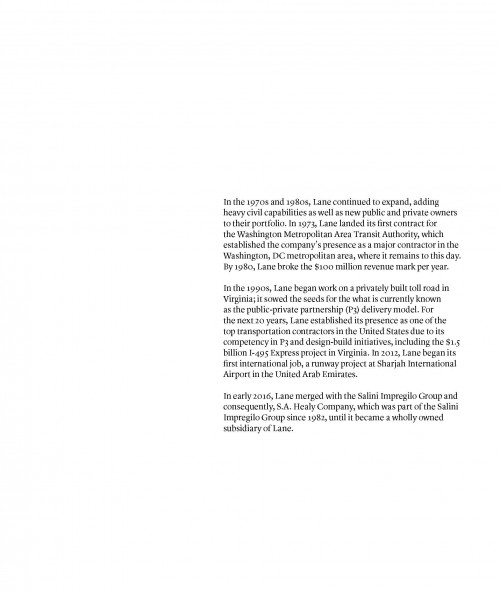 In the 1970s and 1980s, Lane continued to expand, adding
heavy civil capabilities as well as new public and private owners
to their portfolio. In 1973, Lane landed its first contract for
the Washington Metropolitan Area Transit Authority, which
established the company's presence as a major contractor in the
Washington, DC metropolitan area, where it remains to this day.
By 1980, Lane broke the $100 million revenue mark per year.
In the 1990s, Lane began work on a privately built toll road in
Virginia; it sowed the seeds for the what is currently known
as the public-private partnership (P3) delivery model. For
the next 20 years, Lane established its presence as one of the
top transportation contractors in the United States due to its
competency in P3 and design-build initiatives, including the $1.5
billion I-495 Express project in Virginia. In 2012, Lane began its
first international job, a runway project at Sharjah International
Airport in the United Arab Emirates.
In early 2016, Lane merged with the Salini Impregilo Group and
consequently, S.A. Healy Company, which was part of the Salini
Impregilo Group since 1982, until it became a wholly owned
subsidiary of Lane.